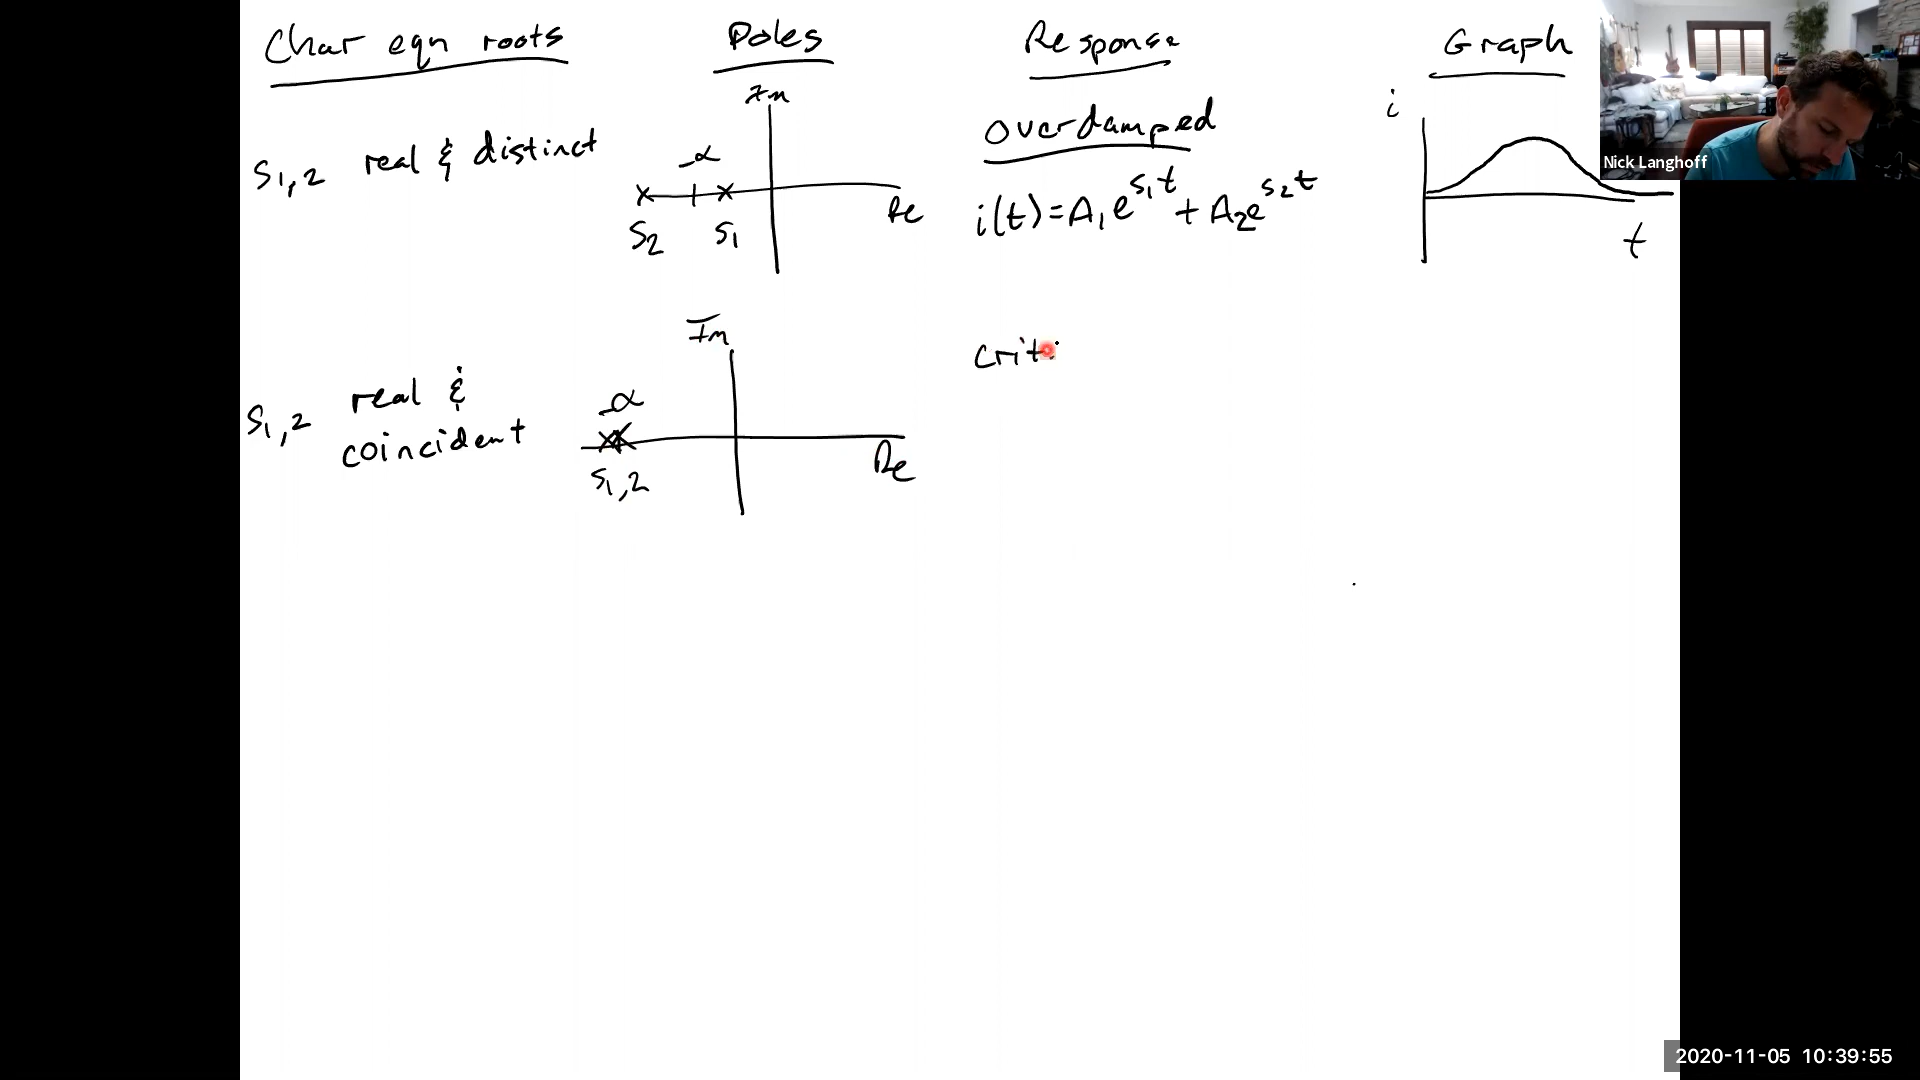 Char eqn roots
Poles
Response
Graph
S1,2 real & distinct
Im
-α
S2
S1
Re
overdamped
i(t)=A1e^s1t + A2e^s2t
i
t
Nick Langhoff
S1,2 real &
coincident
Im
-α
S1,2
Re
criti
2020-11-05 10:39:55